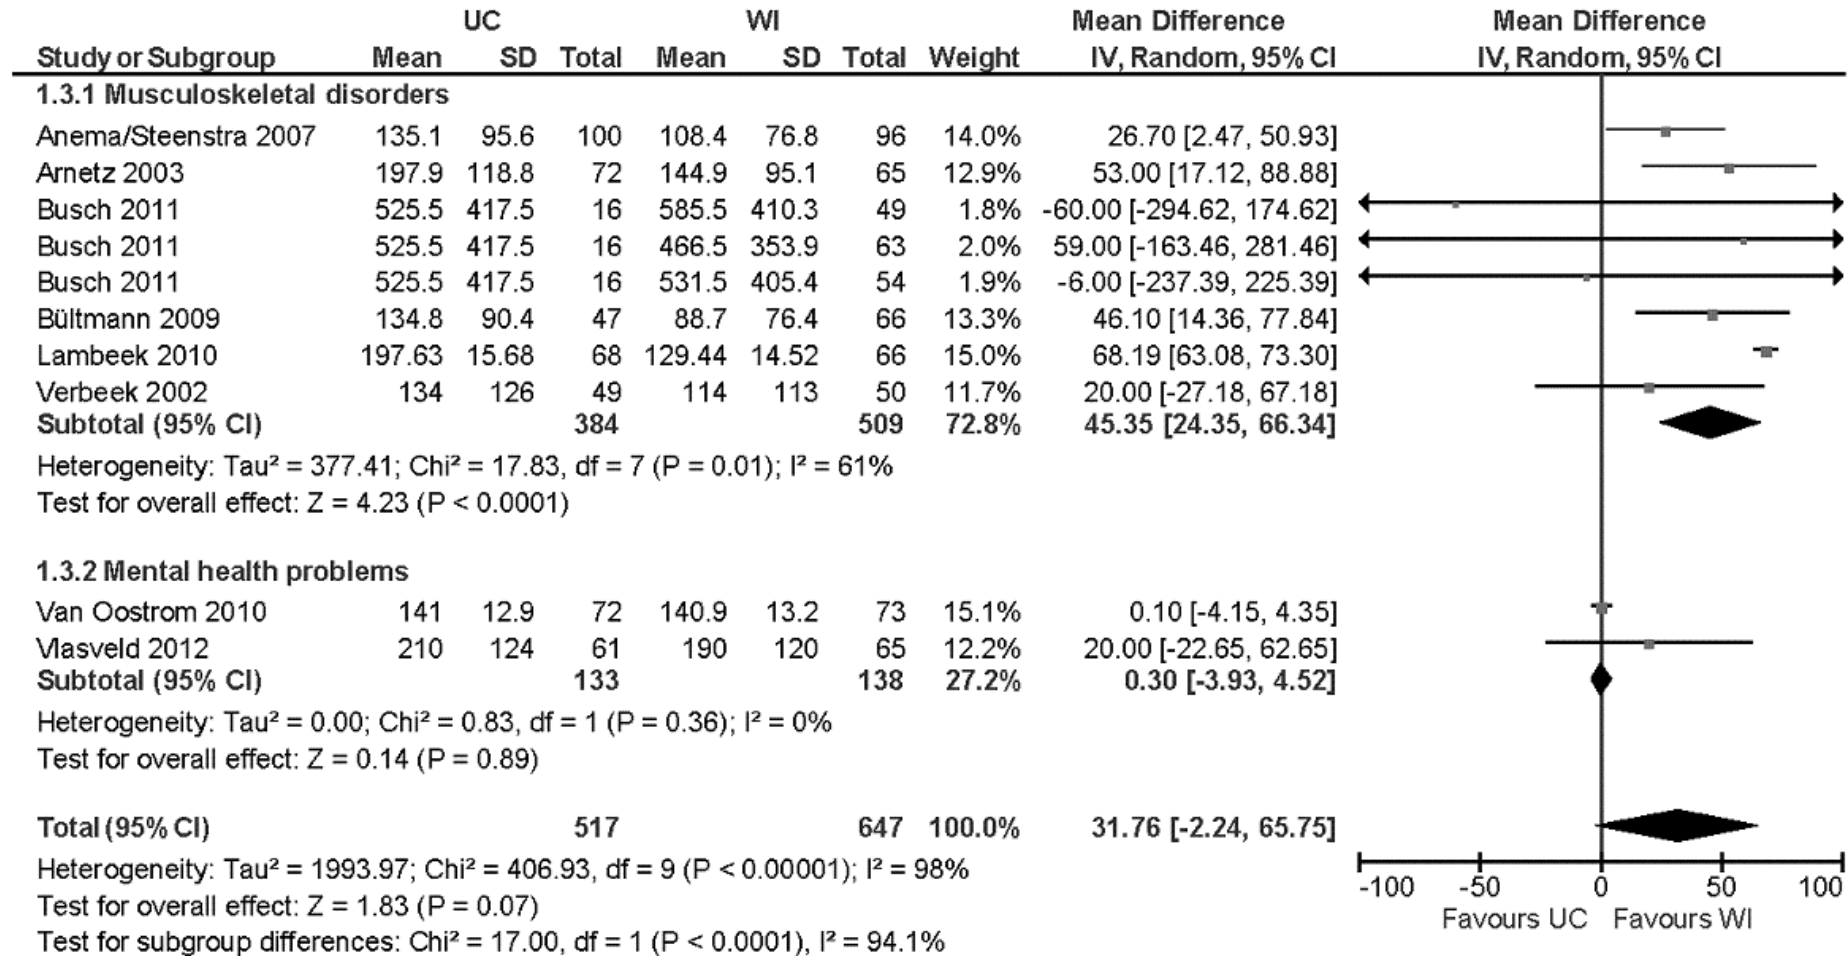 UC WI Mean Difference Mean Difference
Study or Subgroup Mean SD Total Mean SD Total Weight IV, Random, 95% CI IV, Random, 95% CI
1.3.1 Musculoskeletal disorders
Anema/Steenstra 2007 135.1 95.6 100 108.4 76.8 96 14.0% 26.70 [2.47, 50.93]
Arnetz 2003 197.9 118.8 72 144.9 95.1 65 12.9% 53.00 [17.12, 88.88]
Busch 2011 525.5 417.5 16 585.5 410.3 49 1.8% -60.00 [-294.62, 174.62]
Busch 2011 525.5 417.5 16 466.5 353.9 63 2.0% 59.00 [-163.46, 281.46]
Busch 2011 525.5 417.5 16 531.5 405.4 54 1.9% -6.00 [-237.39, 225.39]
Bültmann 2009 134.8 90.4 47 88.7 76.4 66 13.3% 46.10 [14.36, 77.84]
Lambeek 2010 197.63 15.68 68 129.44 14.52 66 15.0% 68.19 [63.08, 73.30]
Verbeek 2002 134 126 49 114 113 50 11.7% 20.00 [-27.18, 67.18]
Subtotal (95% CI) 384 509 72.8% 45.35 [24.35, 66.34]
Heterogeneity: Tau² = 377.41; Chi² = 17.83, df = 7 (P = 0.01); I² = 61%
Test for overall effect: Z = 4.23 (P < 0.0001)
1.3.2 Mental health problems
Van Oostrom 2010 141 12.9 72 140.9 13.2 73 15.1% 0.10 [-4.15, 4.35]
Vlasveld 2012 210 124 61 190 120 65 12.2% 20.00 [-22.65, 62.65]
Subtotal (95% CI) 133 138 27.2% 0.30 [-3.93, 4.52]
Heterogeneity: Tau² = 0.00; Chi² = 0.83, df = 1 (P = 0.36); I² = 0%
Test for overall effect: Z = 0.14 (P = 0.89)
Total (95% CI) 517 647 100.0% 31.76 [-2.24, 65.75]
Heterogeneity: Tau² = 1993.97; Chi² = 406.93, df = 9 (P < 0.00001); I² = 98%
Test for overall effect: Z = 1.83 (P = 0.07)
Test for subgroup differences: Chi² = 17.00, df = 1 (P < 0.0001), I² = 94.1%
-100 -50 0 50 100
Favours UC Favours WI